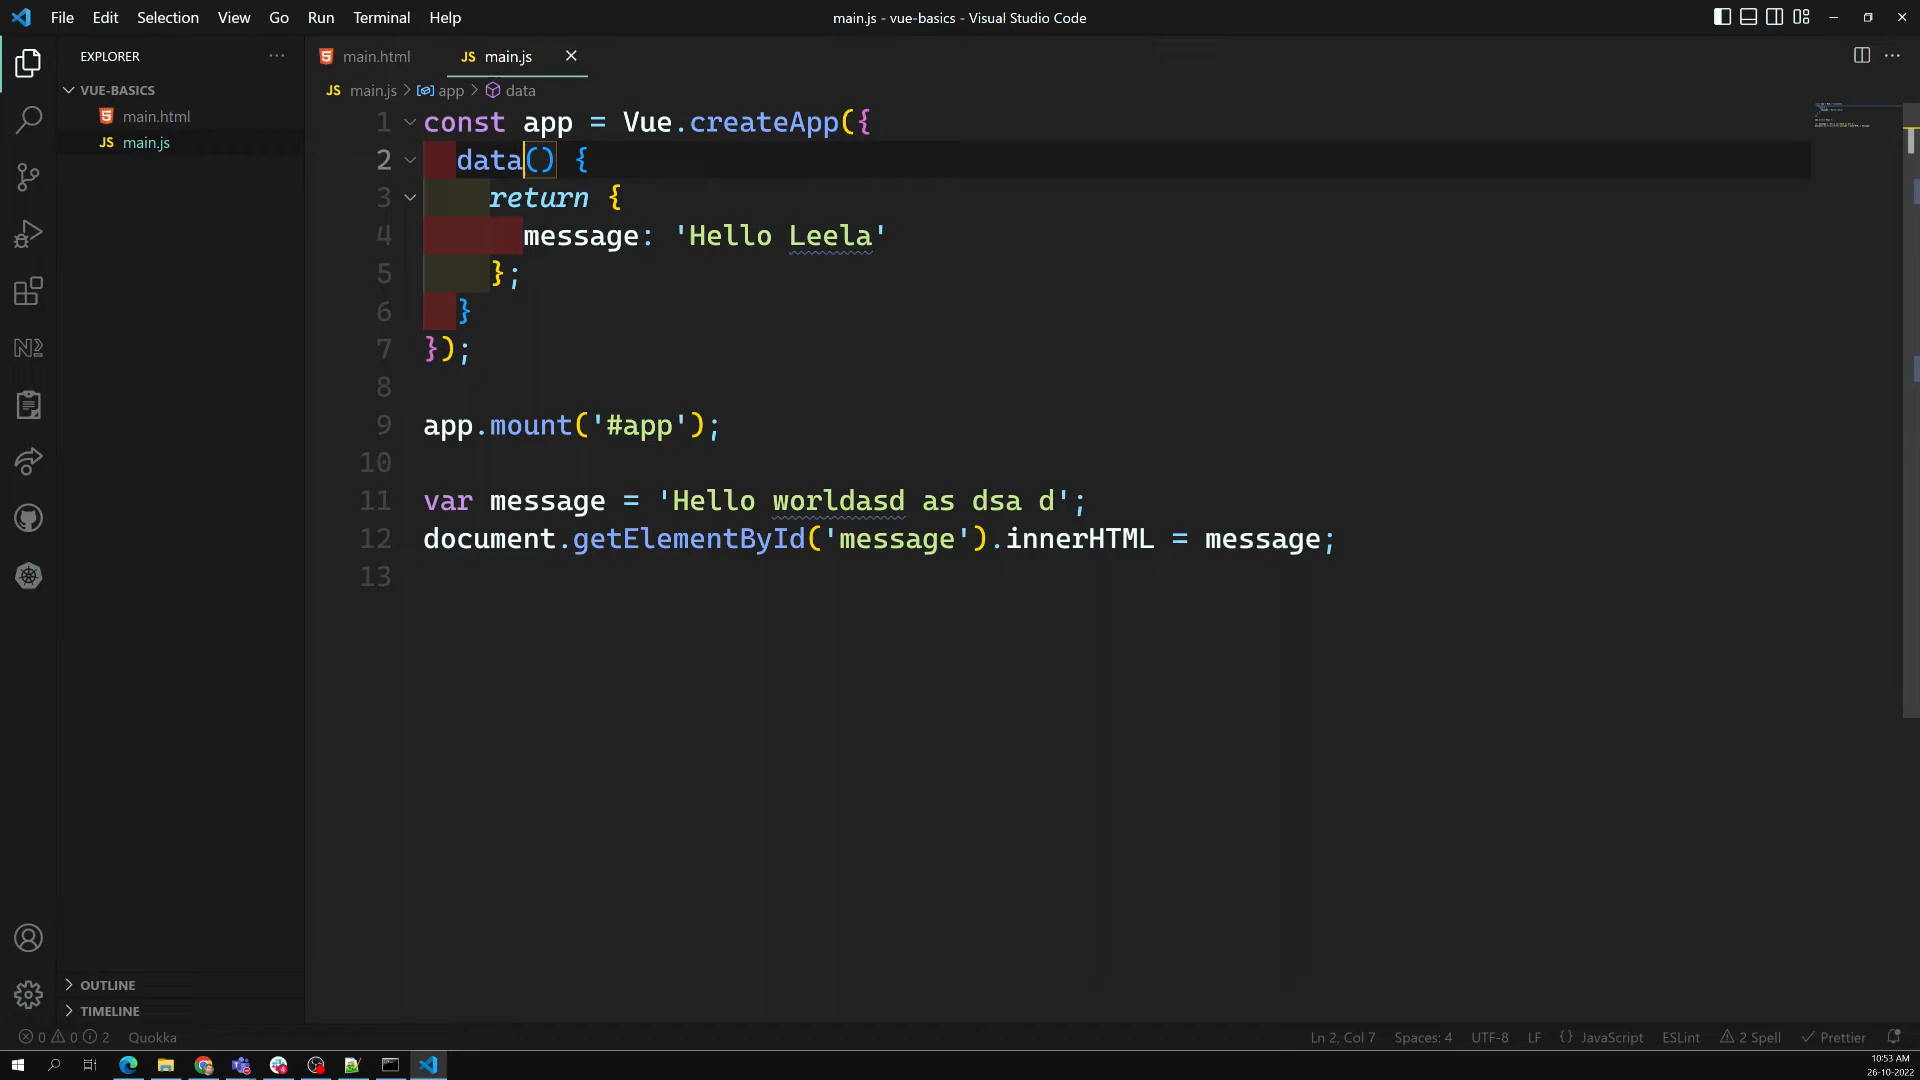 File Edit Selection View Go Run Terminal Help
main.js - vue-basics - Visual Studio Code
EXPLORER
VUE-BASICS
main.html
JS main.js
main.html
JS main.js
JS main.js > app > data
1 const app = Vue.createApp({
2   data() {
3     return {
4       message: 'Hello Leela'
5     };
6   }
7 });
8
9 app.mount('#app');
10
11 var message = 'Hello worldasd as dsa d';
12 document.getElementById('message').innerHTML = message;
13
OUTLINE
TIMELINE
0 0 2 Quokka
Ln 2, Col 7 Spaces: 4 UTF-8 LF {} JavaScript ESLint 2 Spell Prettier
10:53 AM
26-10-2022